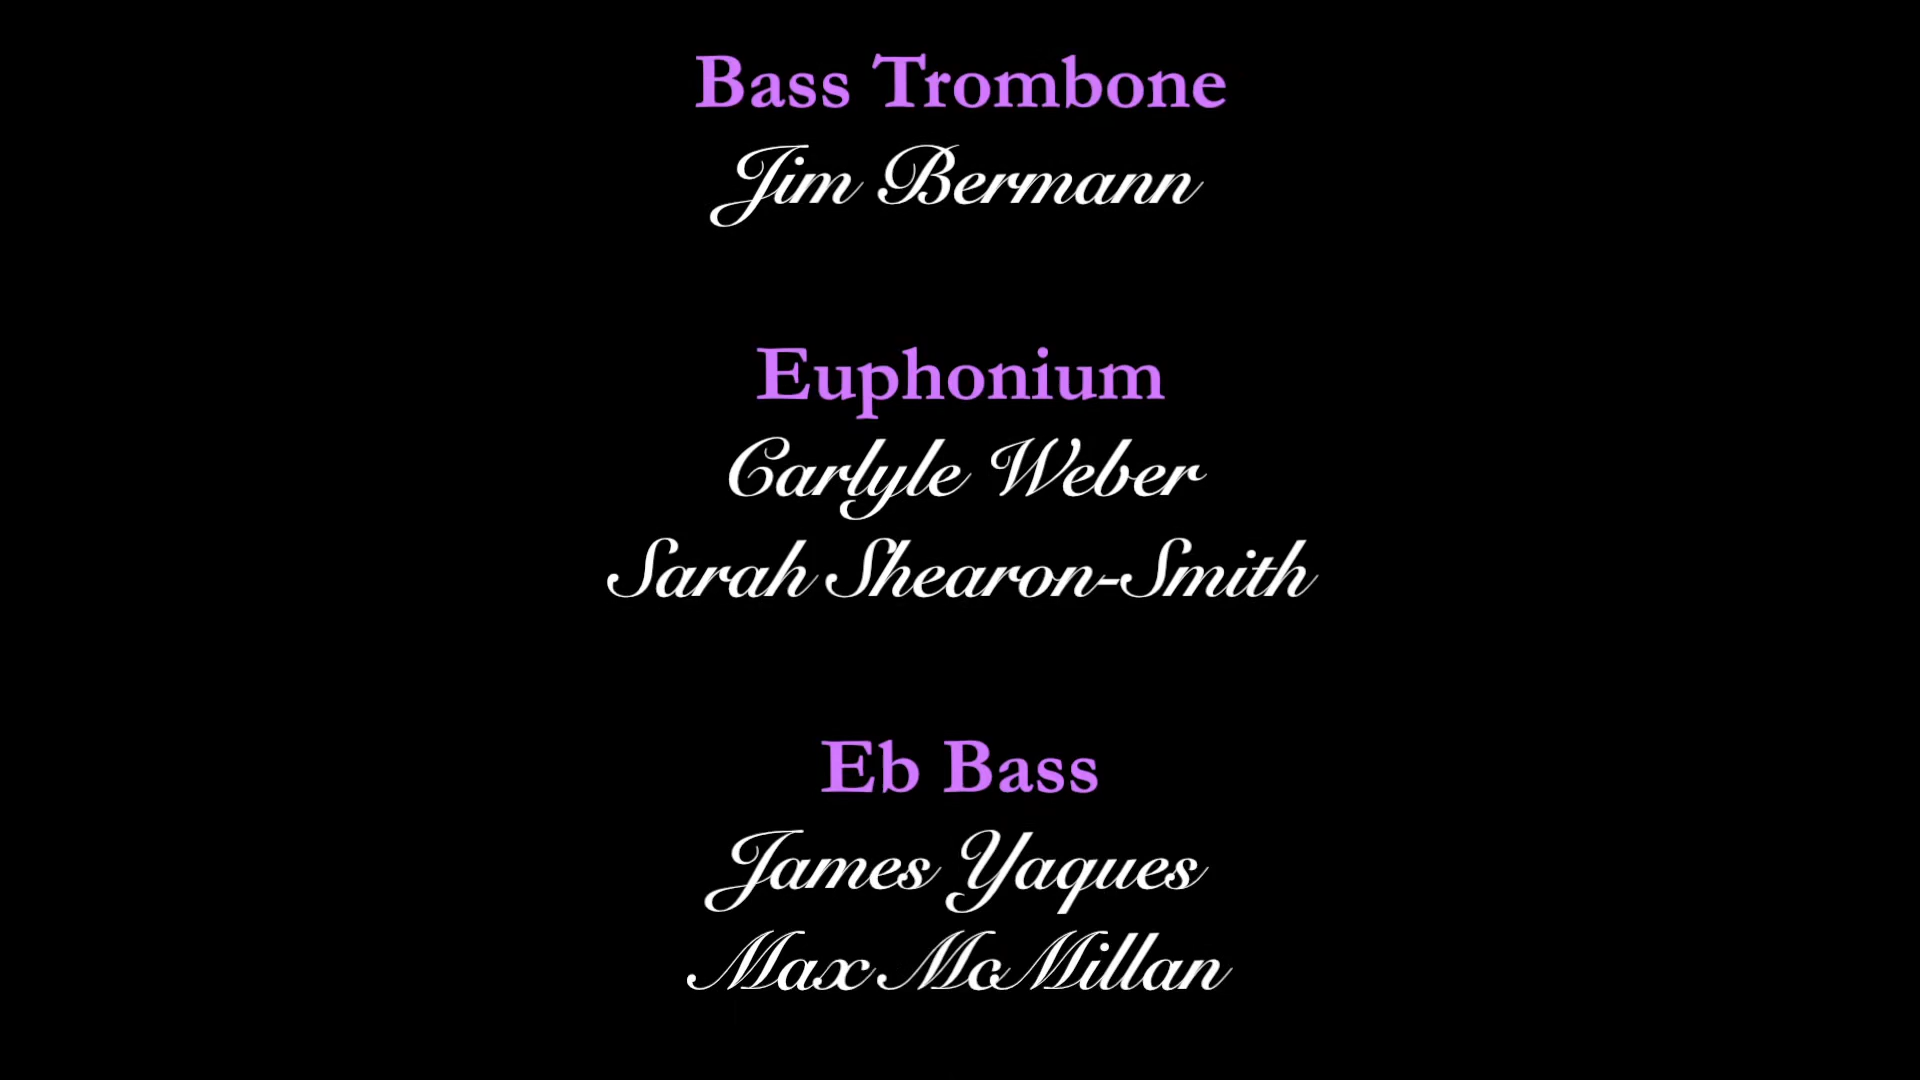 Bass Trombone
Jim Bermann
Euphonium
Carlyle Weber
Sarah Shearon-Smith
Eb Bass
James Yaques
Max McMillan